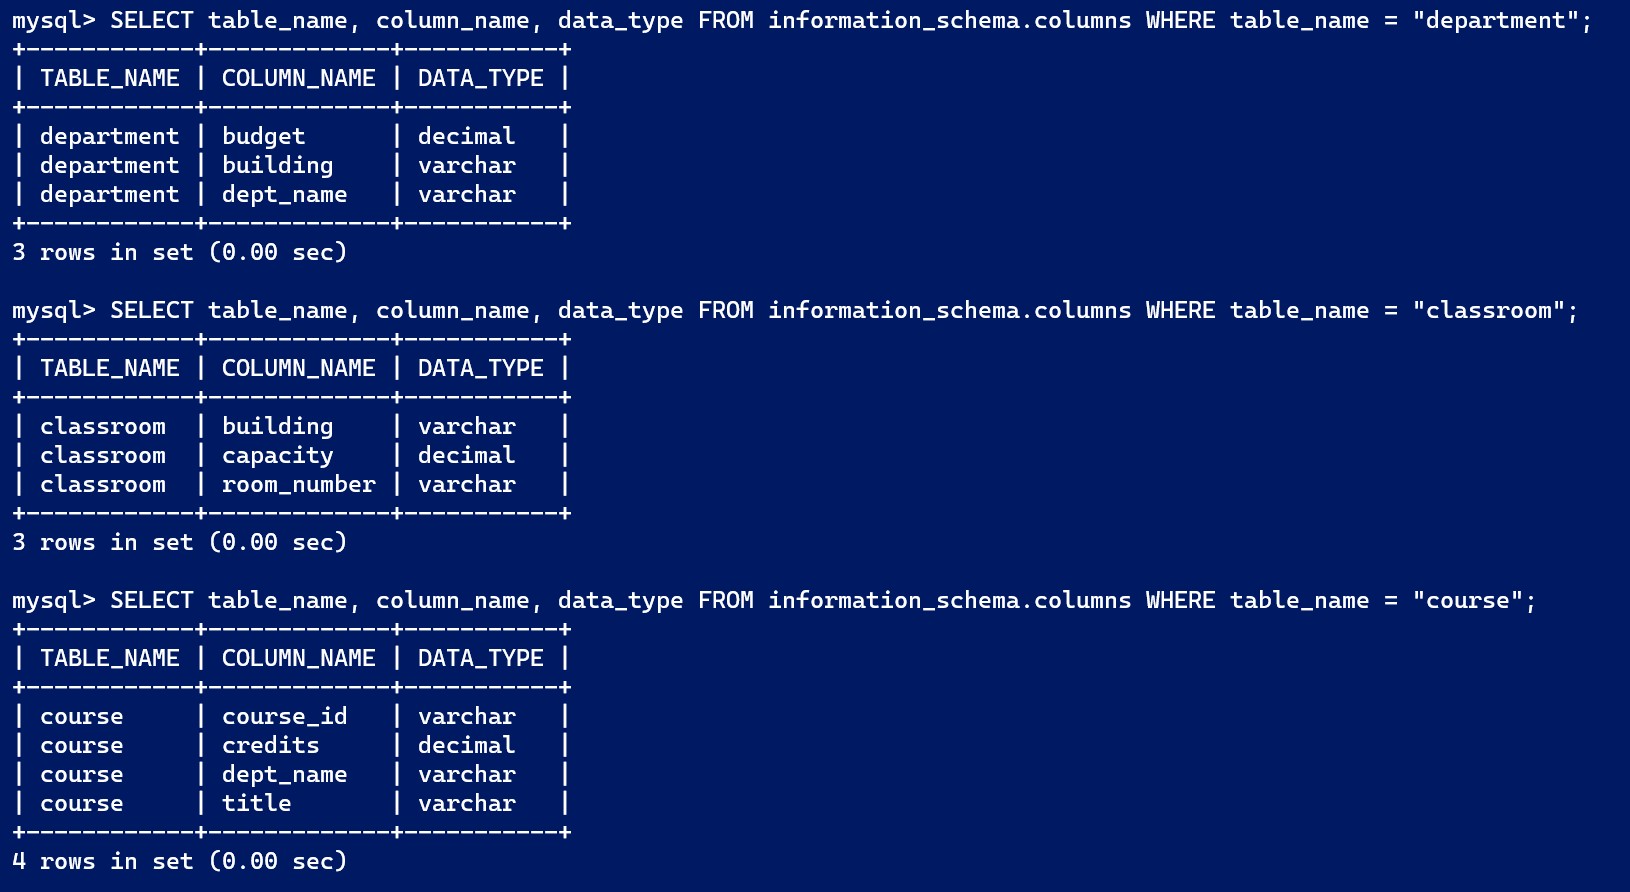 mysql> SELECT table_name, column_name, data_type FROM information_schema.columns WHERE table_name = "department";
+------------+-------------+-----------+
| TABLE_NAME | COLUMN_NAME | DATA_TYPE |
+------------+-------------+-----------+
| department | budget      | decimal   |
| department | building    | varchar   |
| department | dept_name   | varchar   |
+------------+-------------+-----------+
3 rows in set (0.00 sec)

mysql> SELECT table_name, column_name, data_type FROM information_schema.columns WHERE table_name = "classroom";
+------------+-------------+-----------+
| TABLE_NAME | COLUMN_NAME | DATA_TYPE |
+------------+-------------+-----------+
| classroom  | building    | varchar   |
| classroom  | capacity    | decimal   |
| classroom  | room_number | varchar   |
+------------+-------------+-----------+
3 rows in set (0.00 sec)

mysql> SELECT table_name, column_name, data_type FROM information_schema.columns WHERE table_name = "course";
+------------+-------------+-----------+
| TABLE_NAME | COLUMN_NAME | DATA_TYPE |
+------------+-------------+-----------+
| course     | course_id   | varchar   |
| course     | credits     | decimal   |
| course     | dept_name   | varchar   |
| course     | title       | varchar   |
+------------+-------------+-----------+
4 rows in set (0.00 sec)